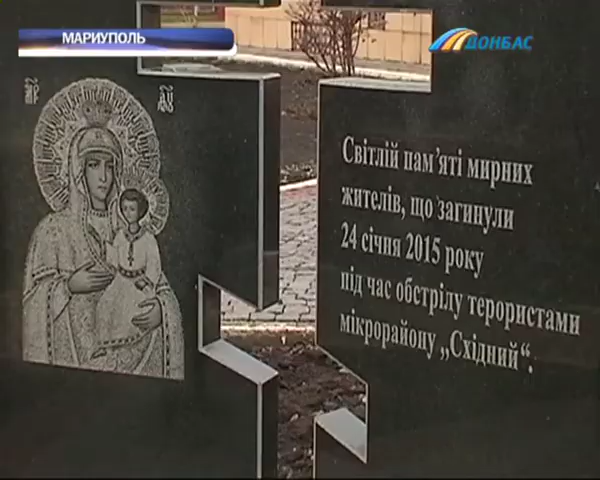 МАРИУПОЛЬ
ДОНБАС
Світлій пам’яті мирних
жителів, що загинули
24 січня 2015 року
під час обстрілу терористами
мікрорайону „Східний“.